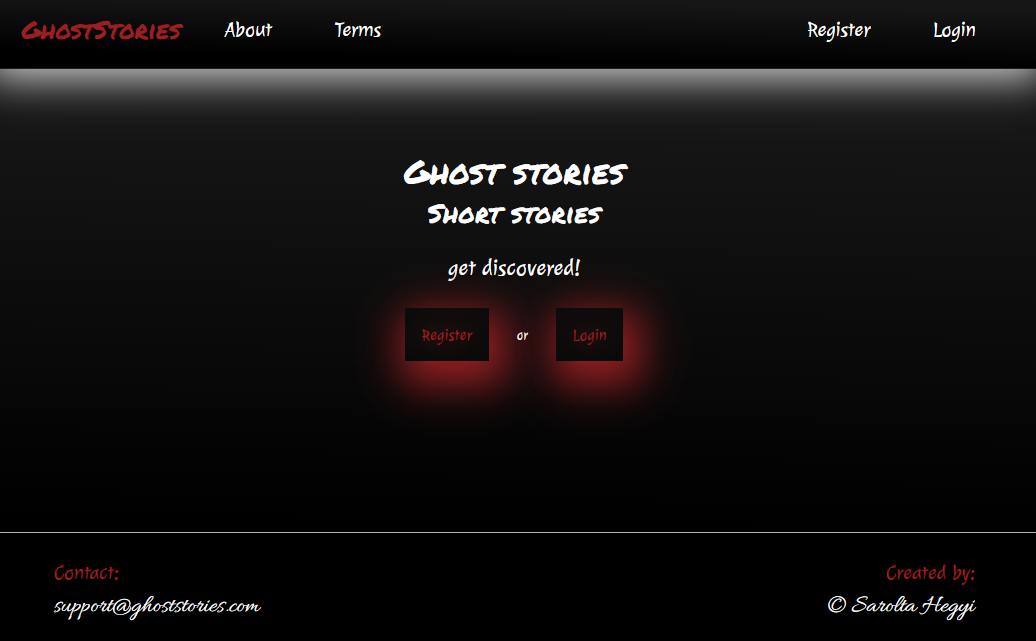 GhostStories About Terms Register Login
Ghost stories
Short stories
get discovered!
Register or Login
Contact: Created by:
support@ghoststories.com © Sarolta Hegyi